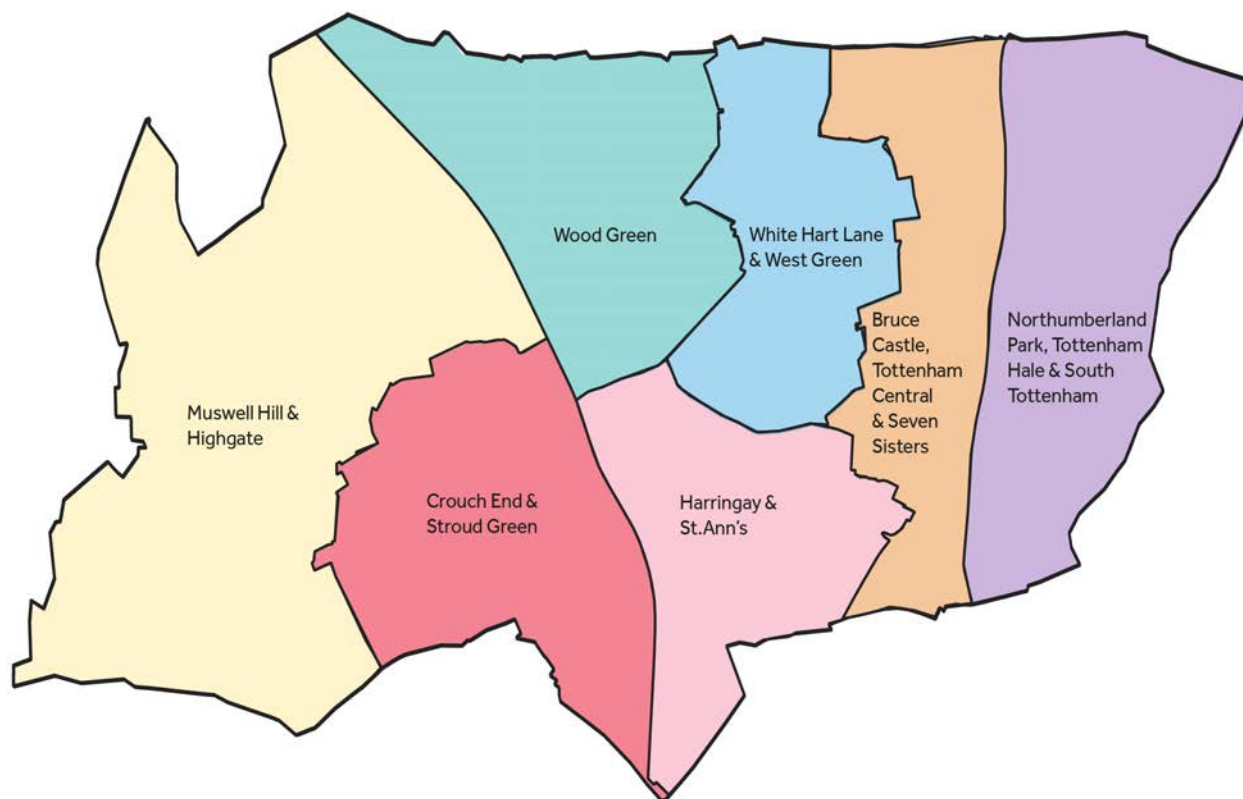 Wood Green
White Hart Lane
& West Green
Bruce
Castle,
Tottenham
Central
& Seven
Sisters
Northumberland
Park, Tottenham
Hale & South
Tottenham
Muswell Hill &
Highgate
Crouch End &
Stroud Green
Harringay &
St.Ann's